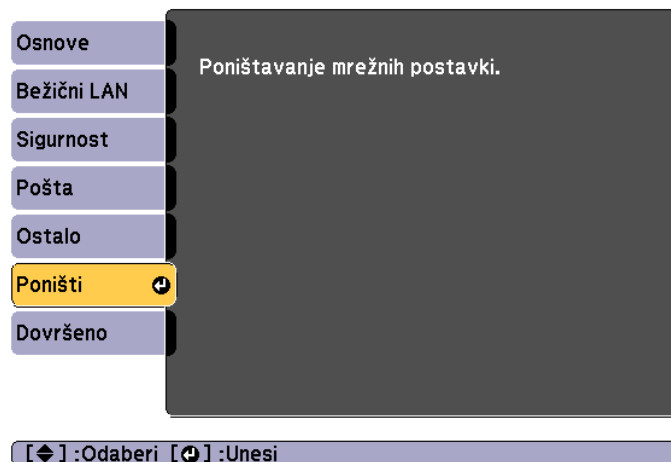 Osnove
Bežični LAN
Sigurnost
Pošta
Ostalo
Poništi
Dovršeno
Poništavanje mrežnih postavki.
[◆] :Odaberi [↵] :Unesi